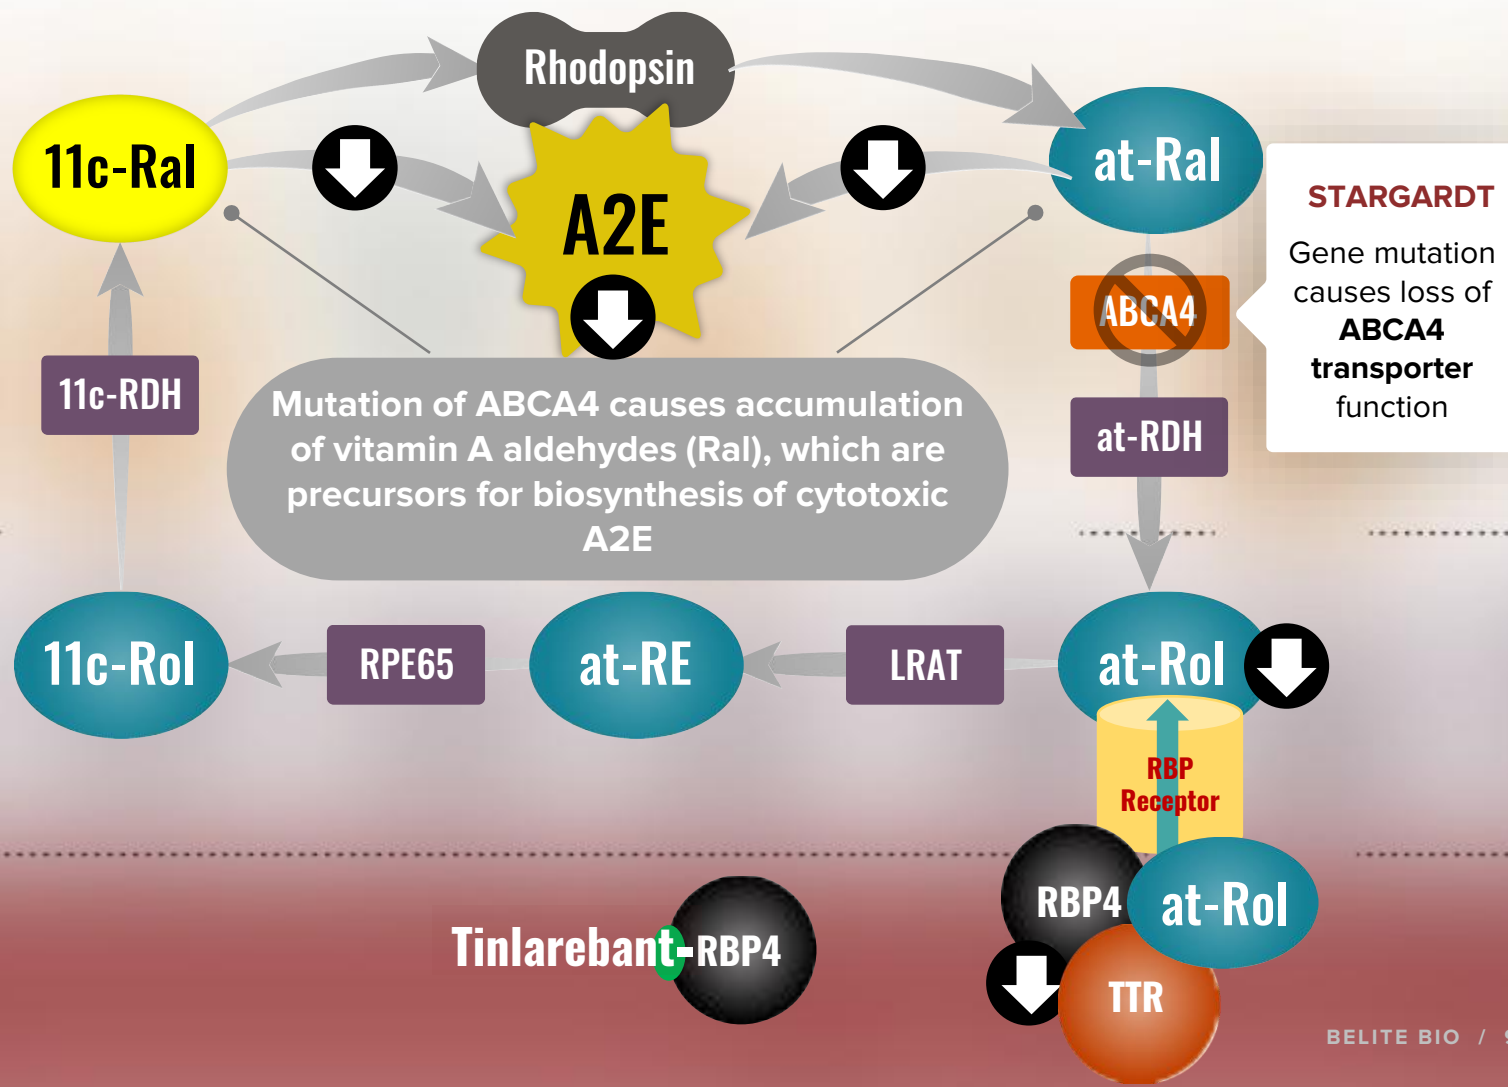 Rhodopsin
11c-Ral
at-Ral
A2E
STARGARDT
Gene mutation
causes loss of
ABCA4
transporter
function
ABCA4
11c-RDH
at-RDH
Mutation of ABCA4 causes accumulation
of vitamin A aldehydes (Ral), which are
precursors for biosynthesis of cytotoxic
A2E
11c-Rol
RPE65
at-RE
LRAT
at-Rol
RBP
Receptor
RBP4
at-Rol
Tinlarebant-RBP4
TTR
BELITE BIO / 9